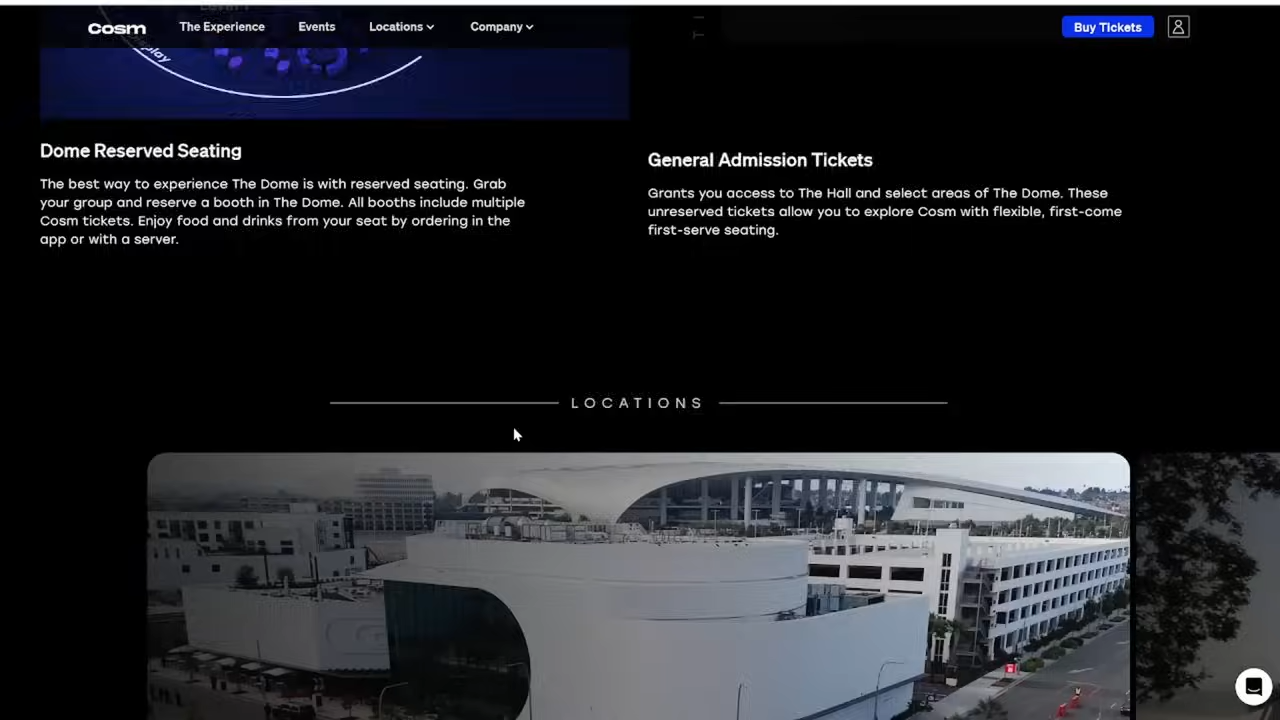 Cosm The Experience Events Locations Company Buy Tickets
Dome Reserved Seating
The best way to experience The Dome is with reserved seating. Grab
your group and reserve a booth in The Dome. All booths include multiple
Cosm tickets. Enjoy food and drinks from your seat by ordering in the
app or with a server.
General Admission Tickets
Grants you access to The Hall and select areas of The Dome. These
unreserved tickets allow you to explore Cosm with flexible, first-come
first-serve seating.
LOCATIONS